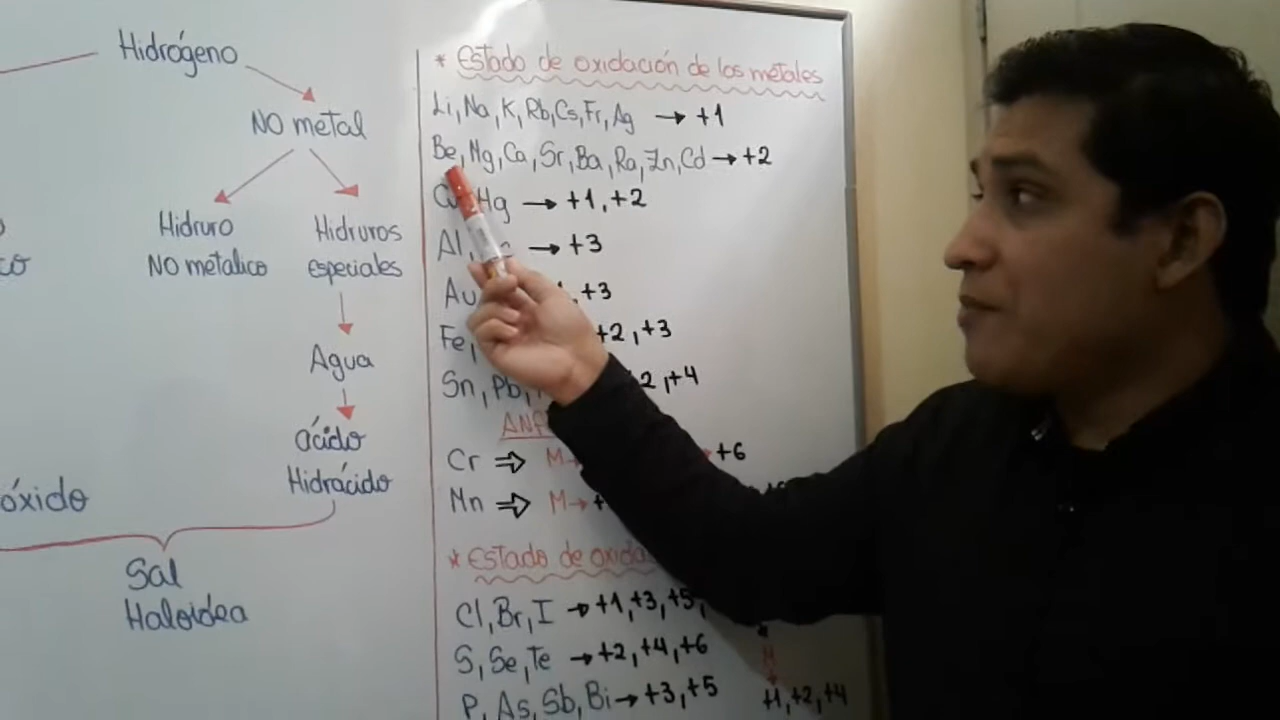 Hidrógeno
NO metal
Hidruro
NO metalico
Hidruros
especiales
Agua
ácido
Hidrácido
óxido
Sal
Haloidea
* Estado de oxidación de los metales
Li, Na, K, Rb, Cs, Fr, Ag → +1
Be, Mg, Ca, Sr, Ba, Ra, Zn, Cd → +2
Hg → +1, +2
Al, → +3
Au +3
Fe, +2, +3
Sn, Pb, 2, +4
Cr ⇒ M→ +6
Mn ⇒ M→ +
* Estado de
Cl, Br, I → +1, +3, +5,
S, Se, Te → +2, +4, +6
P, As, Sb, Bi → +3, +5
M
+1, +2, +4